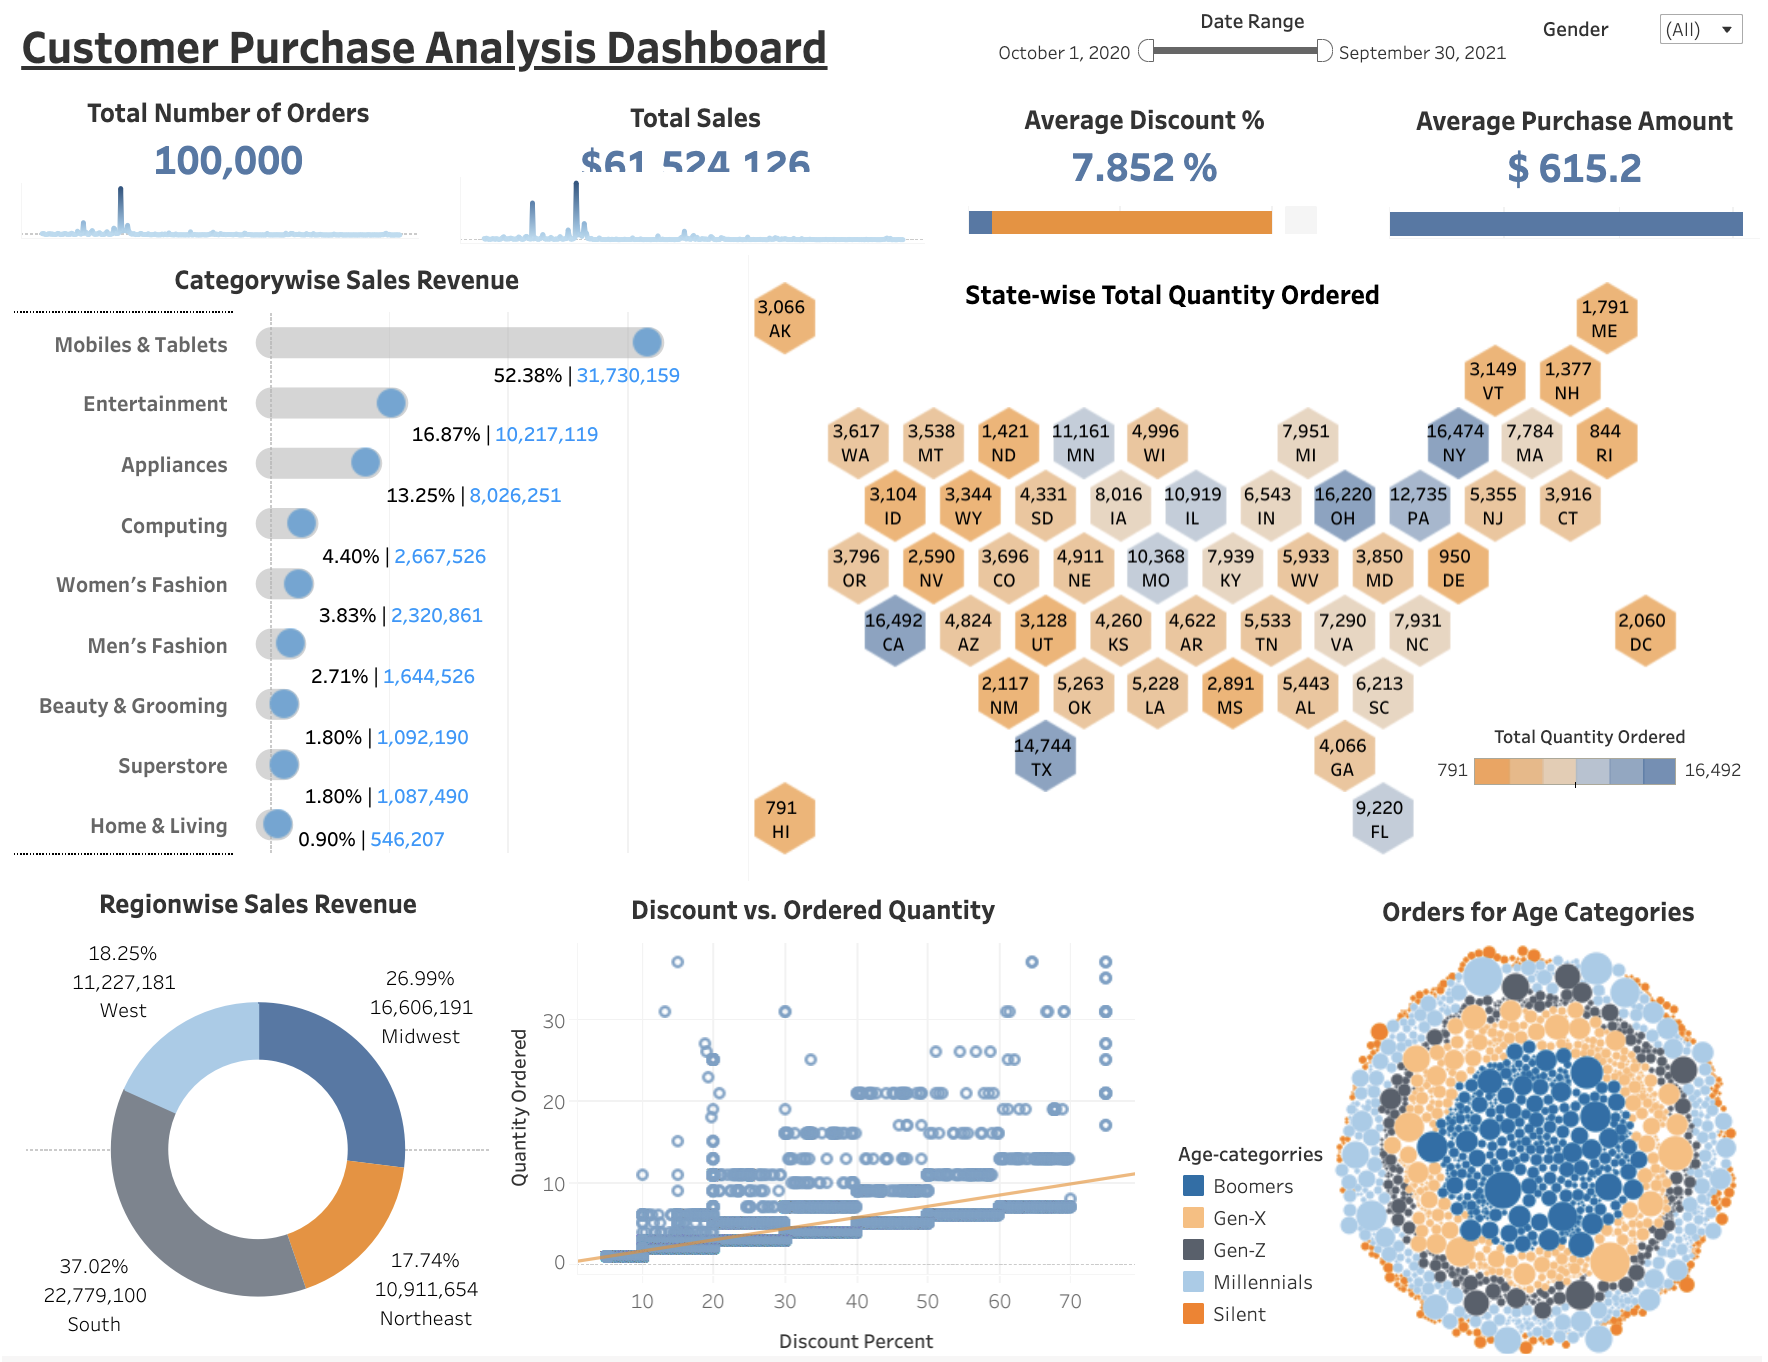 Customer Purchase Analysis Dashboard
Date Range
October 1, 2020
September 30, 2021
Gender
(All)
Total Number of Orders
100,000
Total Sales
$61,524,126
Average Discount %
7.852 %
Average Purchase Amount
$ 615.2
Categorywise Sales Revenue
Mobiles & Tablets
52.38% | 31,730,159
Entertainment
16.87% | 10,217,119
Appliances
13.25% | 8,026,251
Computing
4.40% | 2,667,526
Women's Fashion
3.83% | 2,320,861
Men's Fashion
2.71% | 1,644,526
Beauty & Grooming
1.80% | 1,092,190
Superstore
1.80% | 1,087,490
Home & Living
0.90% | 546,207
State-wise Total Quantity Ordered
3,066
AK
1,791
ME
3,149
VT
1,377
NH
3,617
WA
3,538
MT
1,421
ND
11,161
MN
4,996
WI
7,951
MI
16,474
NY
7,784
MA
844
RI
3,104
ID
3,344
WY
4,331
SD
8,016
IA
10,919
IL
6,543
IN
16,220
OH
12,735
PA
5,355
NJ
3,916
CT
3,796
OR
2,590
NV
3,696
CO
4,911
NE
10,368
MO
7,939
KY
5,933
WV
3,850
MD
950
DE
16,492
CA
4,824
AZ
3,128
UT
4,260
KS
4,622
AR
5,533
TN
7,290
VA
7,931
NC
2,060
DC
2,117
NM
5,263
OK
5,228
LA
2,891
MS
5,443
AL
6,213
SC
14,744
TX
4,066
GA
791
HI
9,220
FL
Total Quantity Ordered
791
16,492
Regionwise Sales Revenue
18.25%
11,227,181
West
26.99%
16,606,191
Midwest
37.02%
22,779,100
South
17.74%
10,911,654
Northeast
Discount vs. Ordered Quantity
Quantity Ordered
30
20
10
0
10 20 30 40 50 60 70
Discount Percent
Orders for Age Categories
Age-categorries
Boomers
Gen-X
Gen-Z
Millennials
Silent